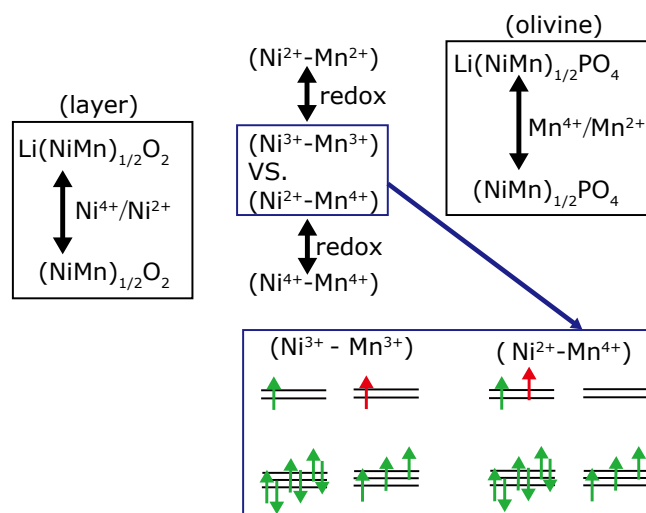 (layer)
Li(NiMn)₁/₂O₂
Ni⁴⁺/Ni²⁺
(NiMn)₁/₂O₂
(Ni²⁺-Mn²⁺)
redox
(Ni³⁺-Mn³⁺)
VS.
(Ni²⁺-Mn⁴⁺)
redox
(Ni⁴⁺-Mn⁴⁺)
(olivine)
Li(NiMn)₁/₂PO₄
Mn⁴⁺/Mn²⁺
(NiMn)₁/₂PO₄
(Ni³⁺ - Mn³⁺)
(Ni²⁺-Mn⁴⁺)